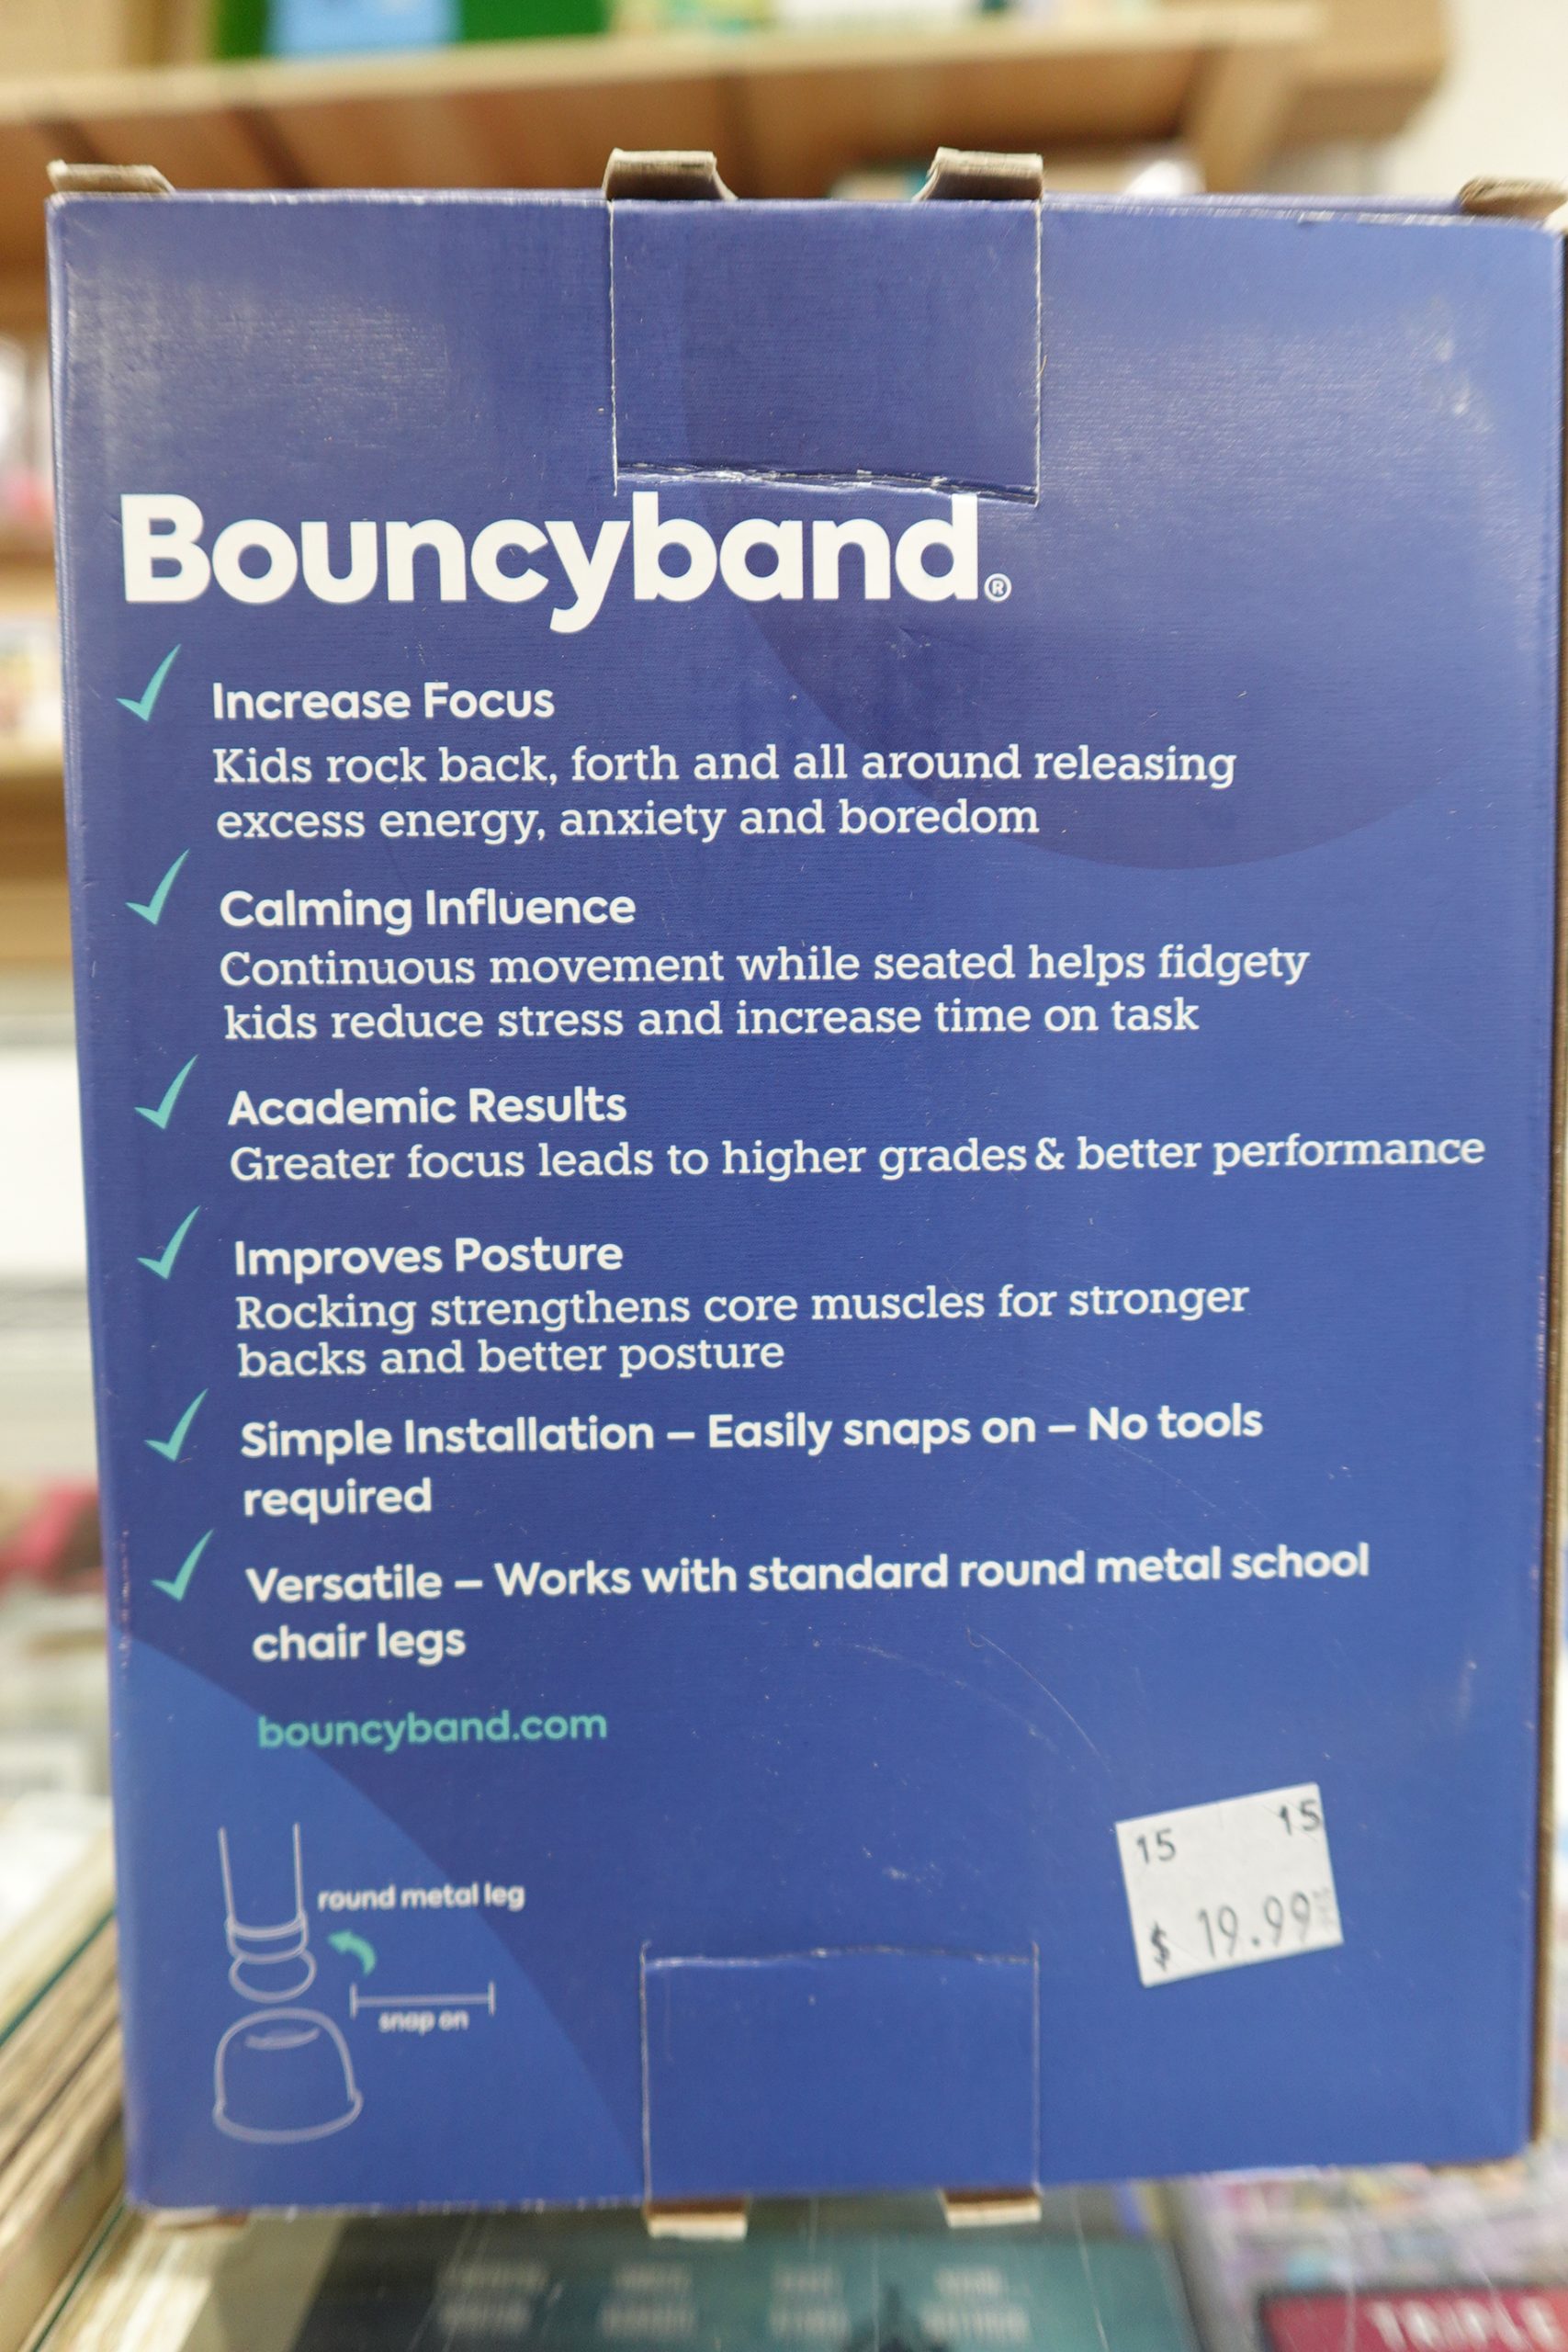 Bouncyband®
Increase Focus
Kids rock back, forth and all around releasing
excess energy, anxiety and boredom
Calming Influence
Continuous movement while seated helps fidgety
kids reduce stress and increase time on task
Academic Results
Greater focus leads to higher grades & better performance
Improves Posture
Rocking strengthens core muscles for stronger
backs and better posture
Simple Installation – Easily snaps on – No tools
required
Versatile – Works with standard round metal school
chair legs
bouncyband.com
round metal leg
snap on
15 15
$ 19.99
TRIPLE